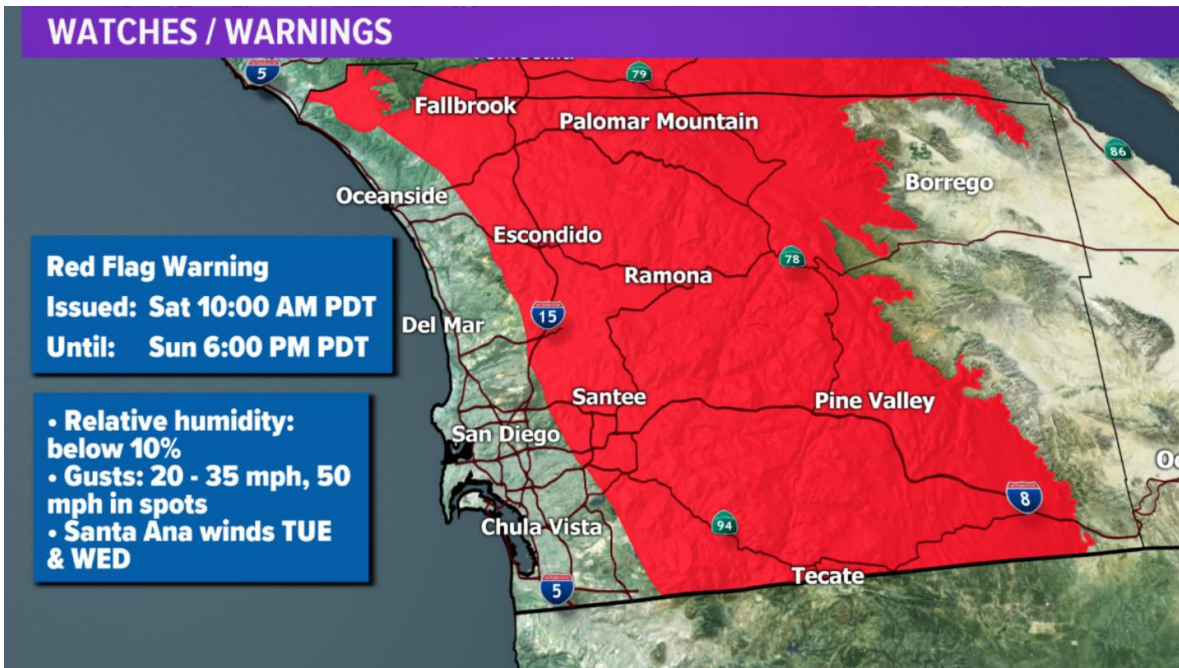 WATCHES / WARNINGS
5
79
Fallbrook
Palomar Mountain
86
Borrego
Oceanside
Escondido
78
Ramona
Red Flag Warning
Issued: Sat 10:00 AM PDT
Until: Sun 6:00 PM PDT
15
Del Mar
Santee
Pine Valley
San Diego
• Relative humidity:
below 10%
• Gusts: 20 - 35 mph, 50
mph in spots
• Santa Ana winds TUE
& WED
8
94
Chula Vista
Tecate
5